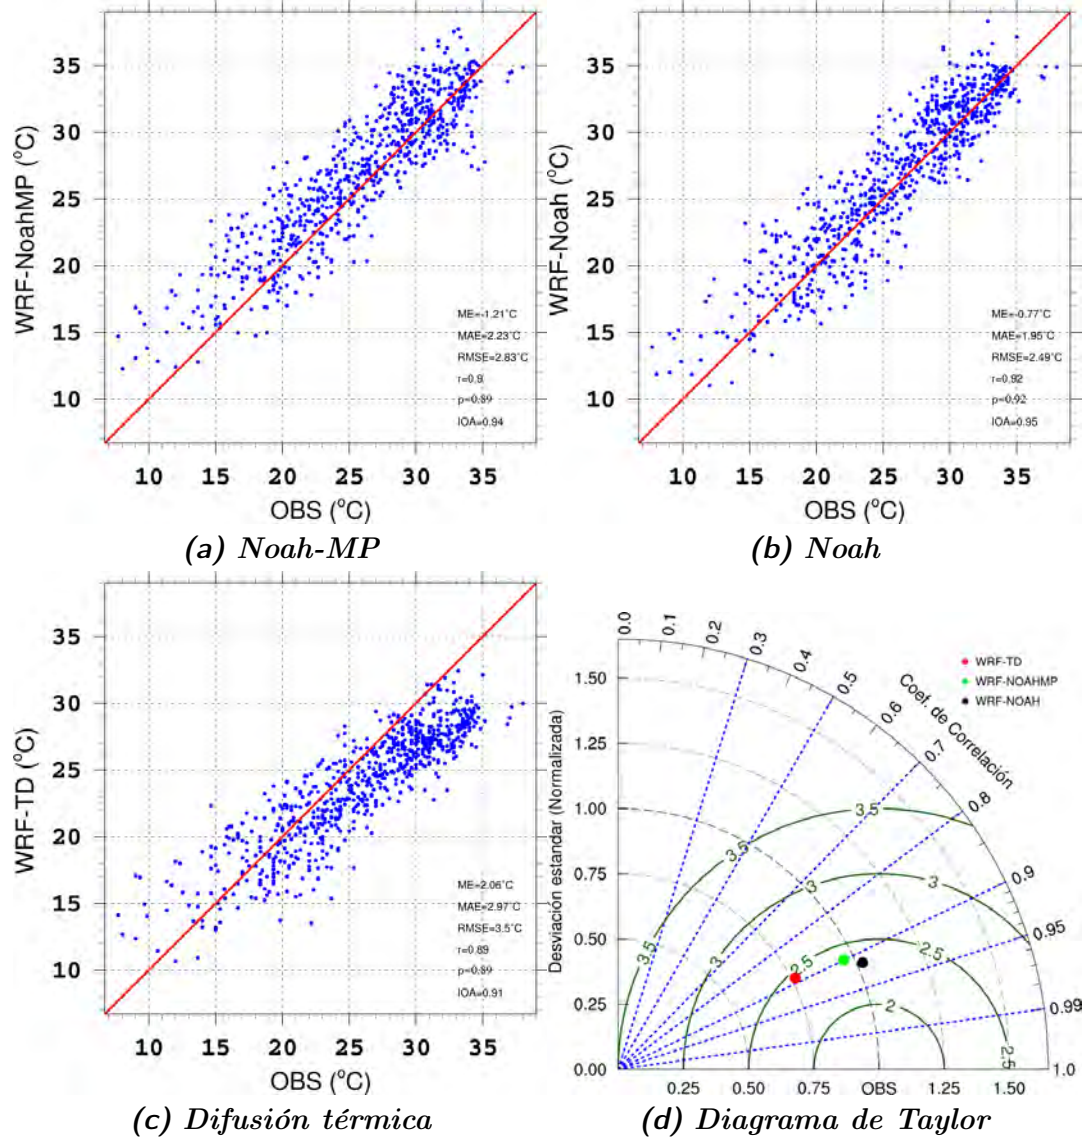 35
30
25
20
15
10
WRF-NoahMP (°C)
ME=-1.21°C
MAE=2.23°C
RMSE=2.83°C
r=0.9
ρ=0.89
IOA=0.94
10 15 20 25 30 35
OBS (°C)
(a) Noah-MP
35
30
25
20
15
10
WRF-Noah (°C)
ME=-0.77°C
MAE=1.95°C
RMSE=2.49°C
r=0.92
ρ=0.92
IOA=0.95
10 15 20 25 30 35
OBS (°C)
(b) Noah
35
30
25
20
15
10
WRF-TD (°C)
ME=2.06°C
MAE=2.97°C
RMSE=3.5°C
r=0.89
ρ=0.89
IOA=0.91
10 15 20 25 30 35
OBS (°C)
(c) Difusión térmica
WRF-TD
WRF-NOAHMP
WRF-NOAH
0.0 0.1 0.2 0.3 0.4 0.5 0.6 0.7 0.8 0.9 0.95 0.99 1.0
Coef. de Correlación
Desviación estandar (Normalizada)
1.50
1.25
1.00
0.75
0.50
0.25
0.00
3.5 3.5 3.5
3 3 3
2.5 2.5 2.5
2
0.25 0.50 0.75 OBS 1.25 1.50
(d) Diagrama de Taylor